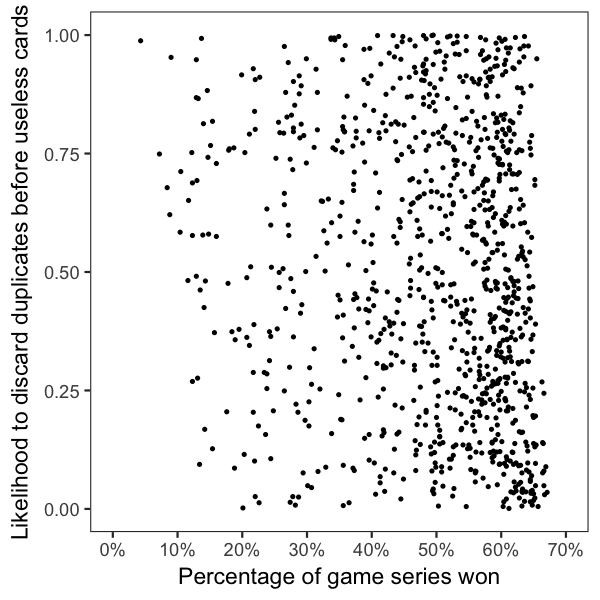 Likelihood to discard duplicates before useless cards
1.00
0.75
0.50
0.25
0.00
0% 10% 20% 30% 40% 50% 60% 70%
Percentage of game series won